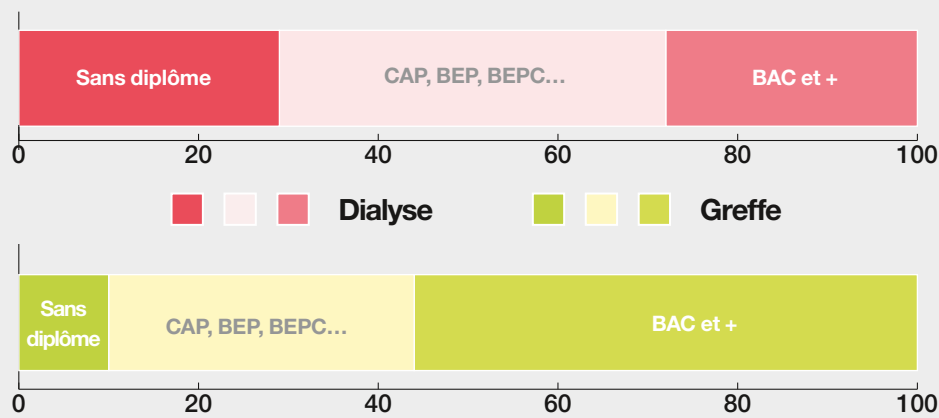 Sans diplôme CAP, BEP, BEPC… BAC et +
0 20 40 60 80 100
Dialyse Greffe
Sans
diplôme CAP, BEP, BEPC… BAC et +
0 20 40 60 80 100